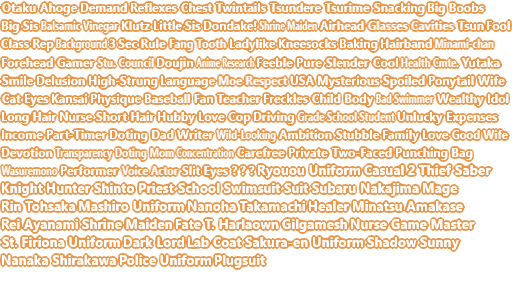 Otaku Ahoge Demand Reflexes Chest Twintails Tsundere Tsurime Snacking Big Boobs
Big Sis Balsamic Vinegar Klutz Little Sis Dondake! Shrine Maiden Airhead Glasses Cavities Tsun Fool
Class Rep Background 3 Sec Rule Fang Tooth Ladylike Kneesocks Baking Hairband Minami-chan
Forehead Gamer Stu. Council Doujin Anime Research Feeble Pure Slender Cool Health Cmte. Yutaka
Smile Delusion High-Strung Language Moe Respect USA Mysterious Spoiled Ponytail Wife
Cat Eyes Kansai Physique Baseball Fan Teacher Freckles Child Body Bad Swimmer Wealthy Idol
Long Hair Nurse Short Hair Hubby Love Cop Driving Grade School Student Unlucky Expenses
Income Part-Timer Doting Dad Writer Wild-Looking Ambition Stubble Family Love Good Wife
Devotion Transparency Doting Mom Concentration Carefree Private Two-Faced Punching Bag
Wasuremono Performer Voice Actor Slit Eyes ? ? ? Ryouou Uniform Casual 2 Thief Saber
Knight Hunter Shinto Priest School Swimsuit Suit Subaru Nakajima Mage
Rin Tohsaka Mashiro Uniform Nanoha Takamachi Healer Minatsu Amakase
Rei Ayanami Shrine Maiden Fate T. Harlaown Gilgamesh Nurse Game Master
St. Firiona Uniform Dark Lord Lab Coat Sakura-en Uniform Shadow Sunny
Nanaka Shirakawa Police Uniform Plugsuit